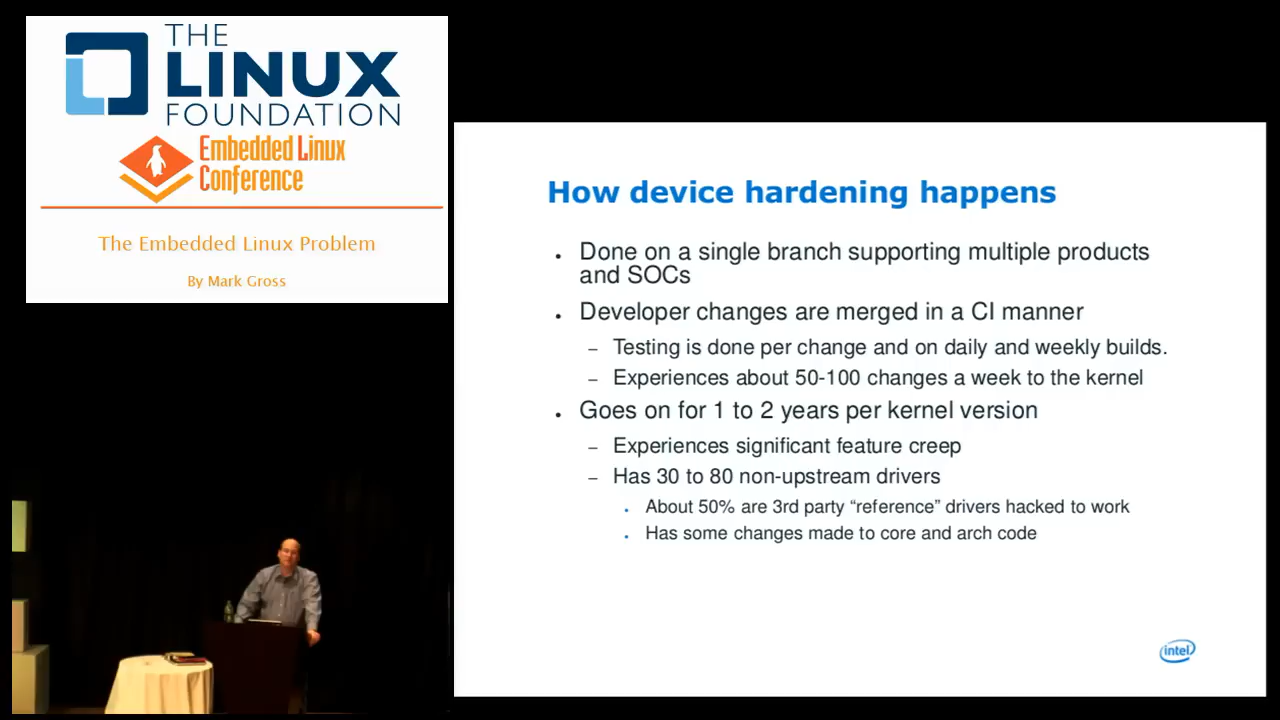 THE
LINUX
FOUNDATION
Embedded Linux
Conference
The Embedded Linux Problem
By Mark Gross
How device hardening happens
• Done on a single branch supporting multiple products
and SOCs
• Developer changes are merged in a CI manner
– Testing is done per change and on daily and weekly builds.
– Experiences about 50-100 changes a week to the kernel
• Goes on for 1 to 2 years per kernel version
– Experiences significant feature creep
– Has 30 to 80 non-upstream drivers
• About 50% are 3rd party “reference” drivers hacked to work
• Has some changes made to core and arch code
intel